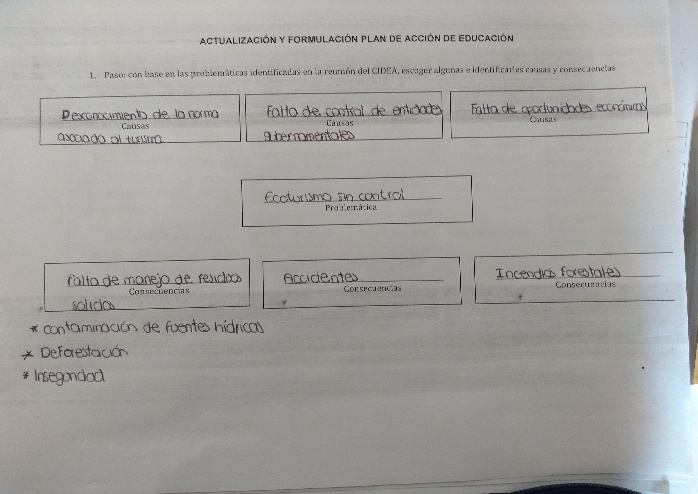 ACTUALIZACIÓN Y FORMULACIÓN PLAN DE ACCIÓN DE EDUCACIÓN
1. Paso: con base en las problemáticas identificadas en la reunión del CIDEA, escoger algunas e identificarles causas y consecuencias
Desconocimiento de la norma
Causas
asociada al turismo.
Falta de control de entidades
Causas
gubernamentales
Falta de oportunidades económicas
Causas
Ecoturismo sin control
Problemática
Falta de manejo de residuos
Consecuencias
solidos
Accidentes
Consecuencias
Incendios forestales
Consecuencias
* contaminación de fuentes hídricas
* Deforestación
* Inseguridad